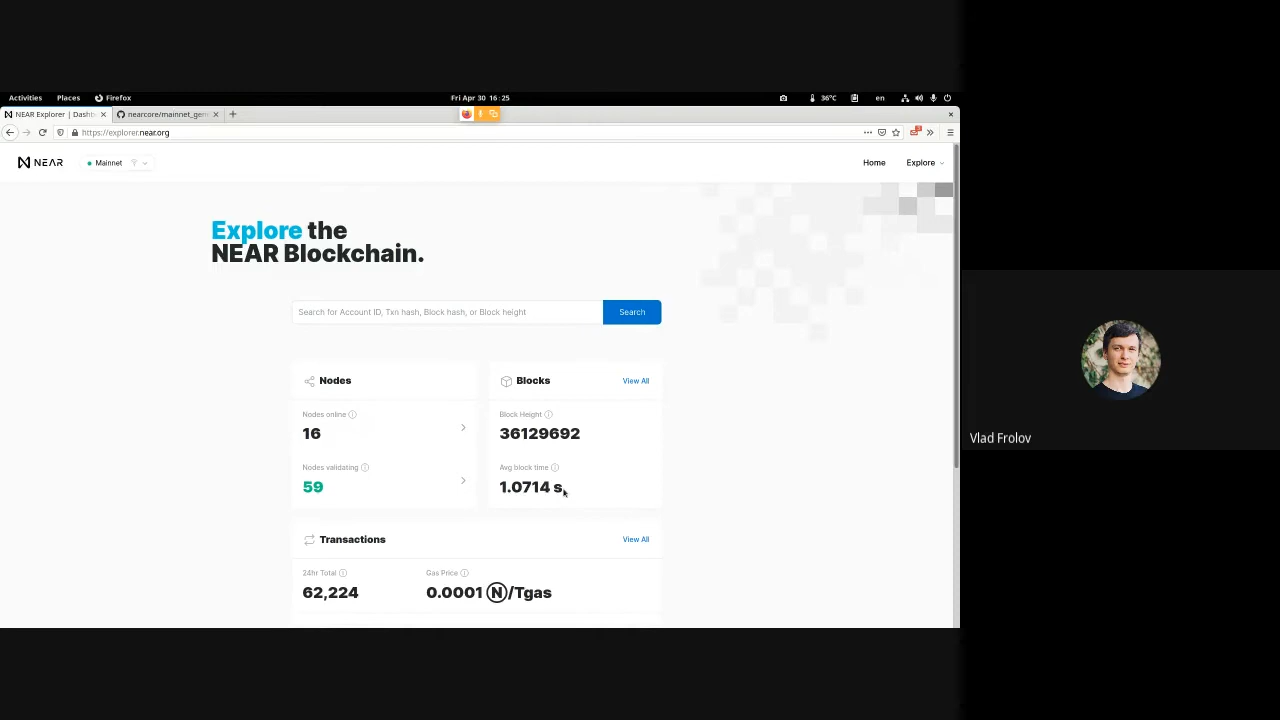 Activities Places Firefox Fri Apr 30 16:25 36°C en
NEAR Explorer | Dashb nearcore/mainnet_gen
https://explorer.near.org
NEAR Mainnet Home Explore
Explore the
NEAR Blockchain.
Search for Account ID, Txn hash, Block hash, or Block height Search
Nodes
Nodes online
16
Nodes validating
59
Blocks View All
Block Height
36129692
Avg block time
1.0714 s
Transactions View All
24hr Total
62,224
Gas Price
0.0001 Ⓝ/Tgas
Vlad Frolov